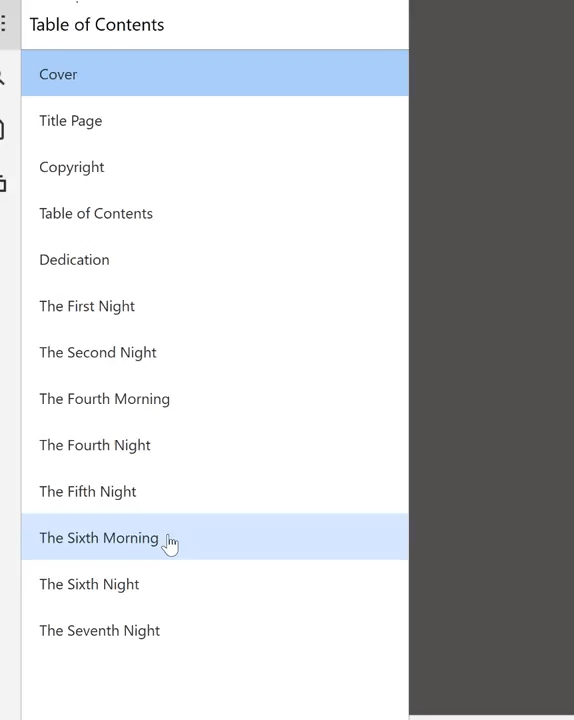 Table of Contents
Cover
Title Page
Copyright
Table of Contents
Dedication
The First Night
The Second Night
The Fourth Morning
The Fourth Night
The Fifth Night
The Sixth Morning
The Sixth Night
The Seventh Night